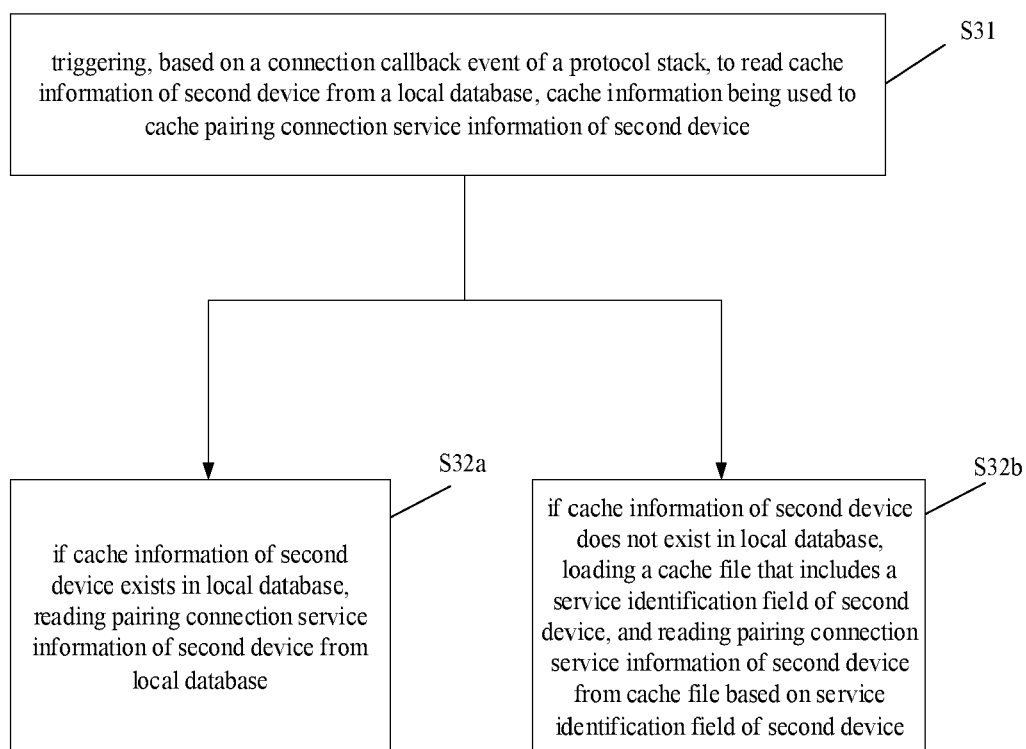 S31
triggering, based on a connection callback event of a protocol stack, to read cache
information of second device from a local database, cache information being used to
cache pairing connection service information of second device
S32a
if cache information of second
device exists in local database,
reading pairing connection service
information of second device from
local database
S32b
if cache information of second device
does not exist in local database,
loading a cache file that includes a
service identification field of second
device, and reading pairing connection
service information of second device
from cache file based on service
identification field of second device